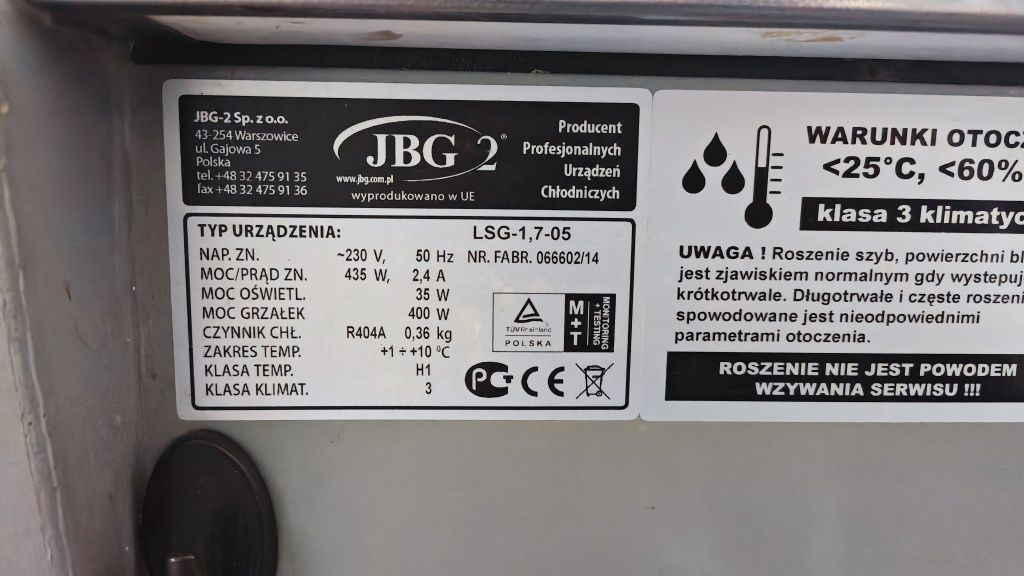 JBG-2 Sp. z o.o.
43-254 Warszowice
ul. Gajowa 5
Polska
tel. +48 32 475 91 35
fax +48 32 475 91 36
JBG 2®
www.jbg.com.pl
wyprodukowano w UE
Producent
Profesjonalnych
Urządzeń
Chłodniczych
TYP URZĄDZENIA: LSG-1,7-05
NAP. ZN. ~230 V, 50 Hz NR. FABR. 066602/14
MOC/PRĄD ZN. 435 W, 2,4 A
MOC OŚWIETL. 35 W
MOC GRZAŁEK 400 W
CZYNNIK CHŁ. R404A 0,36 kg
ZAKRES TEMP. +1 ÷ +10 °C
KLASA TEMP. H1
KLASA KLIMAT. 3
TÜVRheinland
POLSKA
M+T
MONITORING
+ TESTING
PG CE
WARUNKI OTOCZ
<25°C, <60%
klasa 3 klimatyc
UWAGA ! Roszenie szyb, powierzchni bl
jest zjawiskiem normalnym gdy wystepuj
krótkotrwale. Długotrwałe i częste roszeni
spowodowane jest nieodpowiednimi
parametrami otoczenia.
ROSZENIE NIE JEST POWODEM
WZYWANIA SERWISU !!!